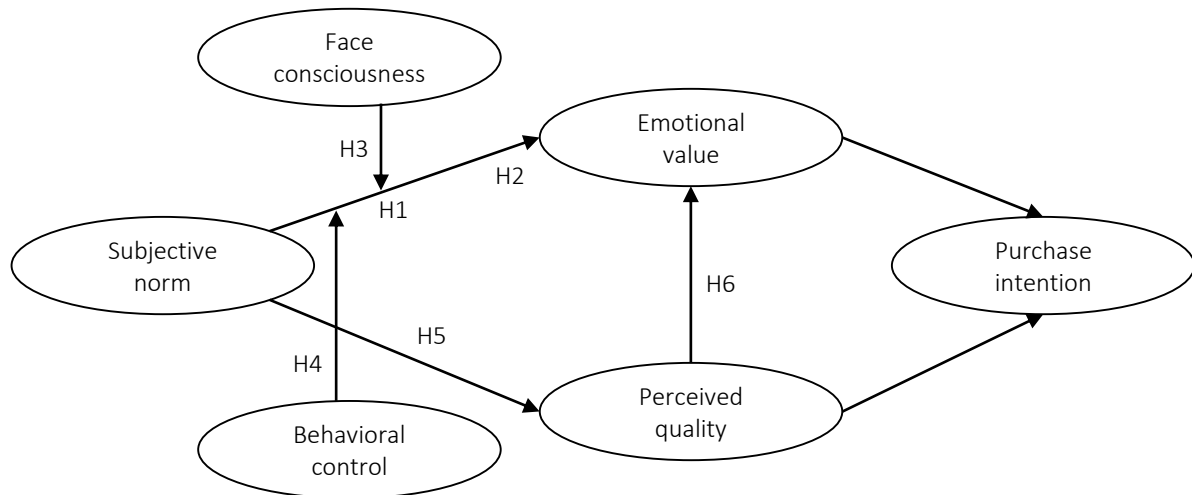 Face
consciousness
H3
H2
H1
Emotional
value
Subjective
norm
Purchase
intention
H6
H5
H4
Perceived
quality
Behavioral
control